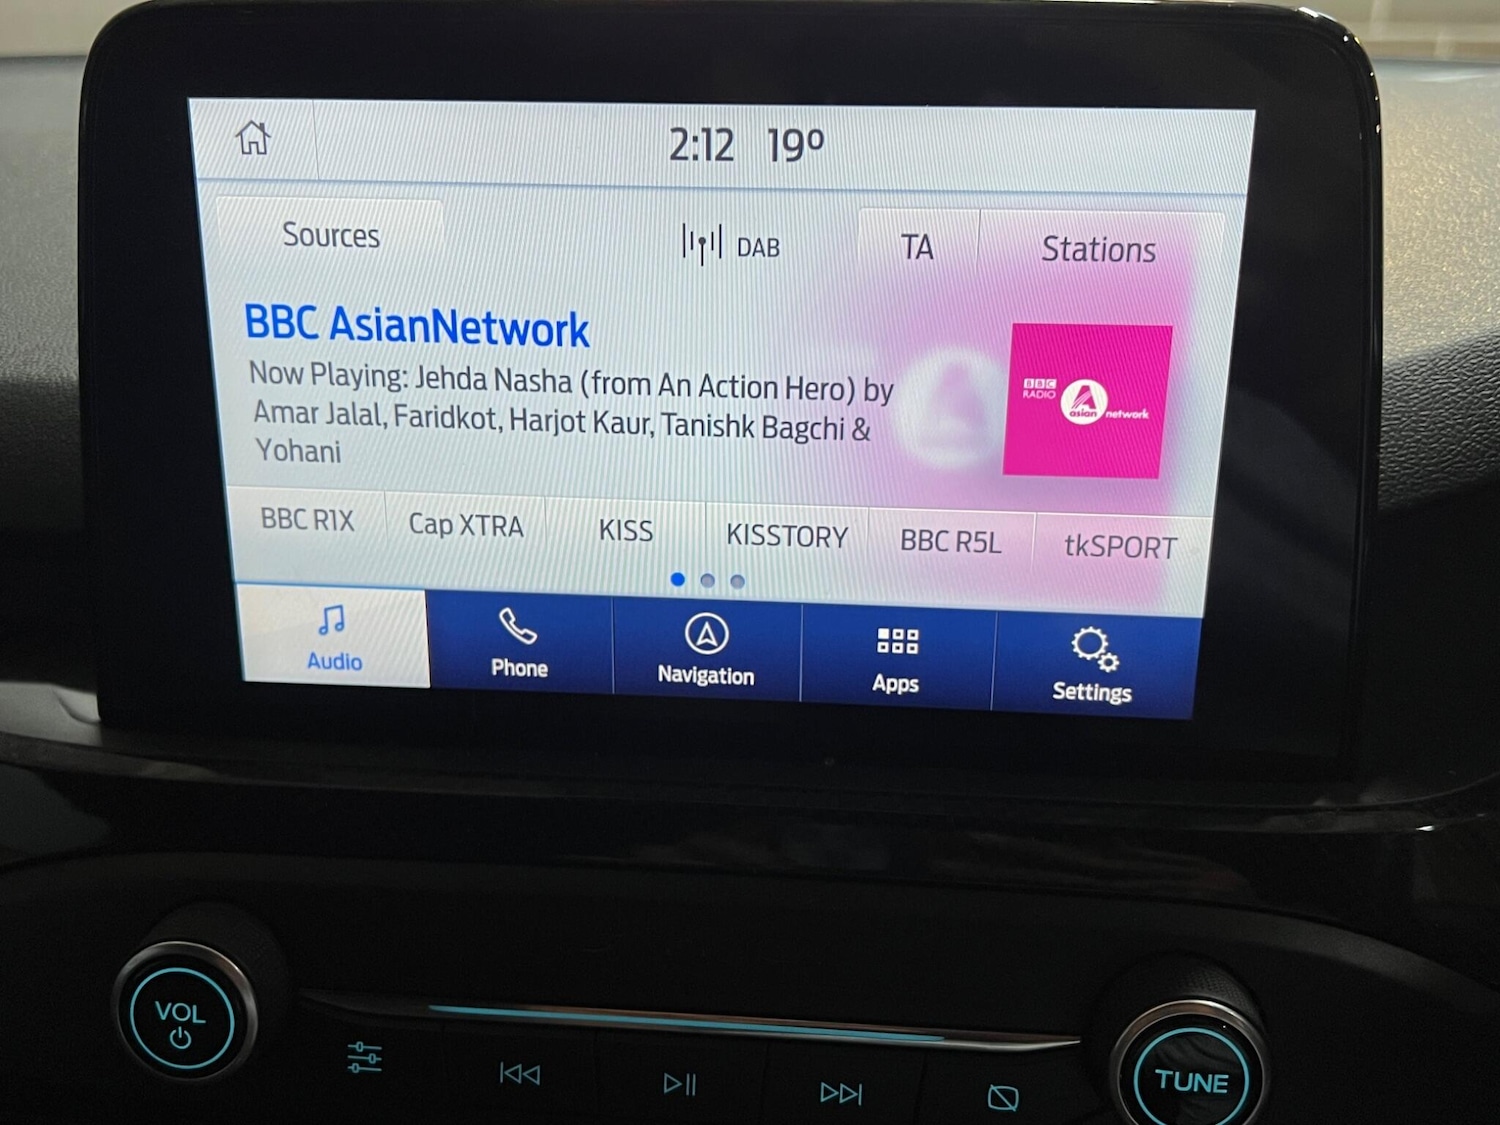 2:12 19º
Sources
DAB
TA
Stations
BBC AsianNetwork
Now Playing: Jehda Nasha (from An Action Hero) by
Amar Jalal, Faridkot, Harjot Kaur, Tanishk Bagchi &
Yohani
BBC
RADIO
asian network
BBC R1X
Cap XTRA
KISS
KISSTORY
BBC R5L
tkSPORT
Audio
Phone
Navigation
Apps
Settings
VOL
TUNE